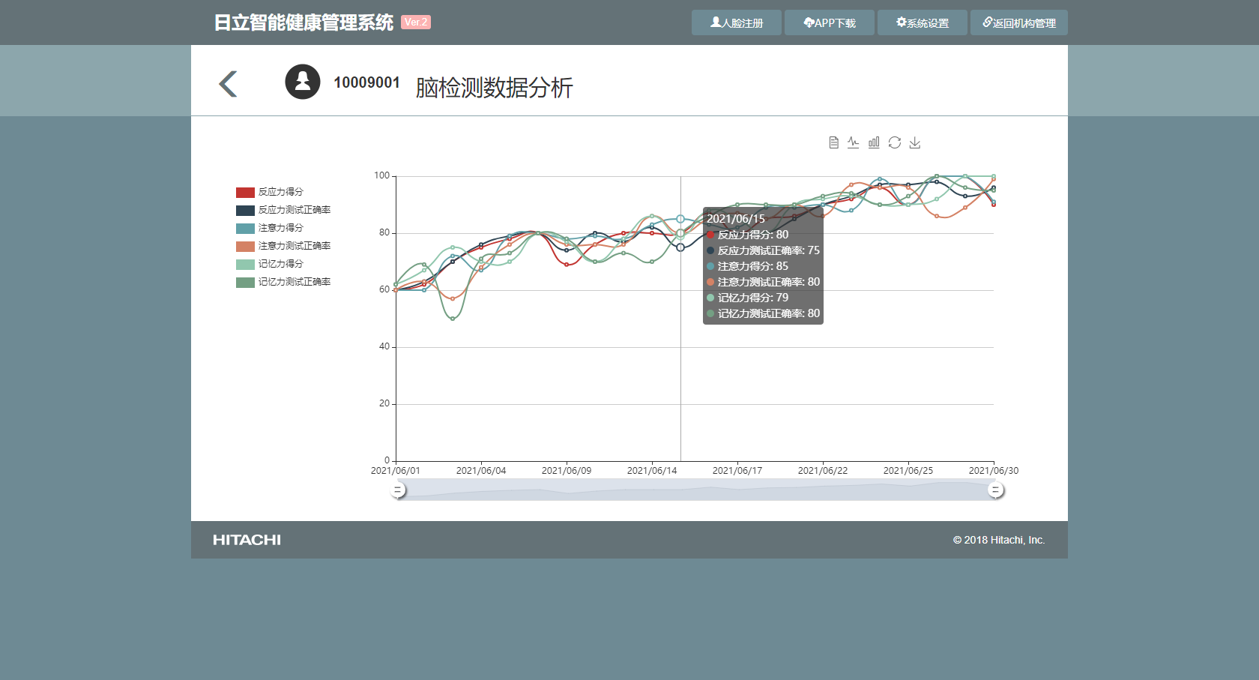 日立智能健康管理系统 Ver.2
人脸注册 APP下载 系统设置 返回机构管理
10009001 脑检测数据分析
反应力得分
反应力测试正确率
注意力得分
注意力测试正确率
记忆力得分
记忆力测试正确率
100
80
60
40
20
0
2021/06/15
反应力得分: 80
反应力测试正确率: 75
注意力得分: 85
注意力测试正确率: 80
记忆力得分: 79
记忆力测试正确率: 80
2021/06/01 2021/06/04 2021/06/09 2021/06/14 2021/06/17 2021/06/22 2021/06/25 2021/06/30
HITACHI © 2018 Hitachi, Inc.